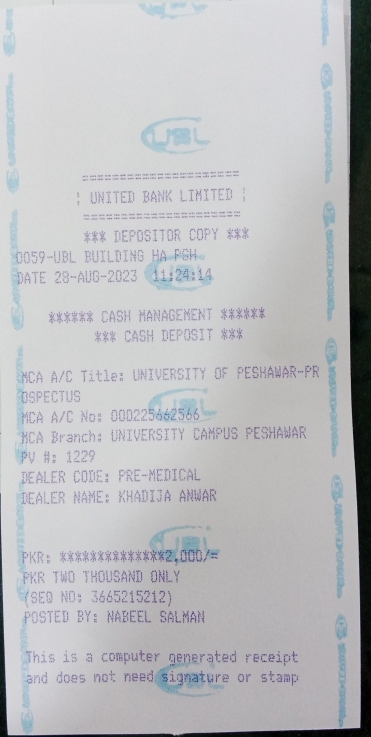 UBL
=====================
¦ UNITED BANK LIMITED ¦
=====================
*** DEPOSITOR COPY ***
0059-UBL BUILDING HA PSH
DATE 28-AUG-2023 11:24:14
****** CASH MANAGEMENT ******
*** CASH DEPOSIT ***
MCA A/C Title: UNIVERSITY OF PESHAWAR-PR
OSPECTUS
MCA A/C No: 000225662566
MCA Branch: UNIVERSITY CAMPUS PESHAWAR
PV #: 1229
DEALER CODE: PRE-MEDICAL
DEALER NAME: KHADIJA ANWAR
PKR: **************2,000/=
PKR TWO THOUSAND ONLY
(SEQ NO: 3665215212)
POSTED BY: NABEEL SALMAN
This is a computer generated receipt
and does not need signature or stamp